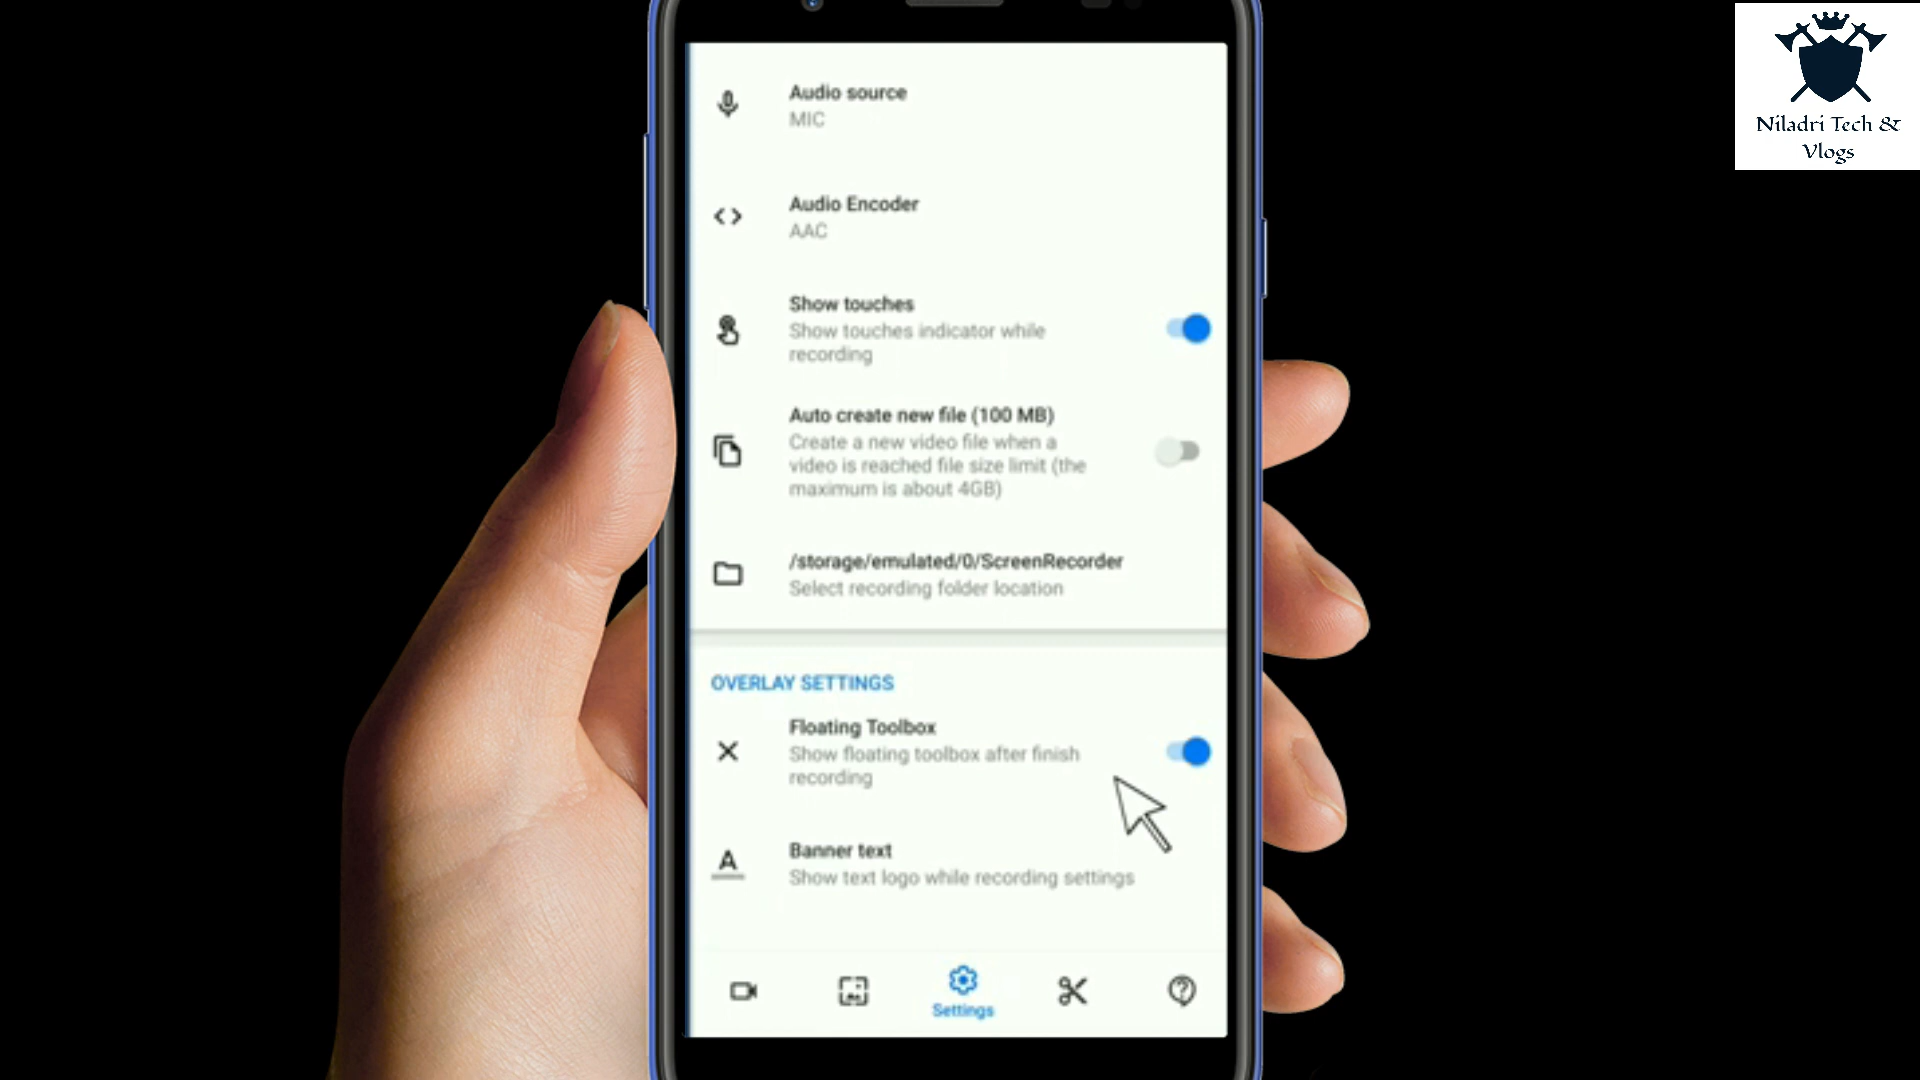 Niladri Tech &
Vlogs
Audio source
MIC
Audio Encoder
AAC
Show touches
Show touches indicator while
recording
Auto create new file (100 MB)
Create a new video file when a
video is reached file size limit (the
maximum is about 4GB)
/storage/emulated/0/ScreenRecorder
Select recording folder location
OVERLAY SETTINGS
Floating Toolbox
Show floating toolbox after finish
recording
Banner text
Show text logo while recording settings
Settings